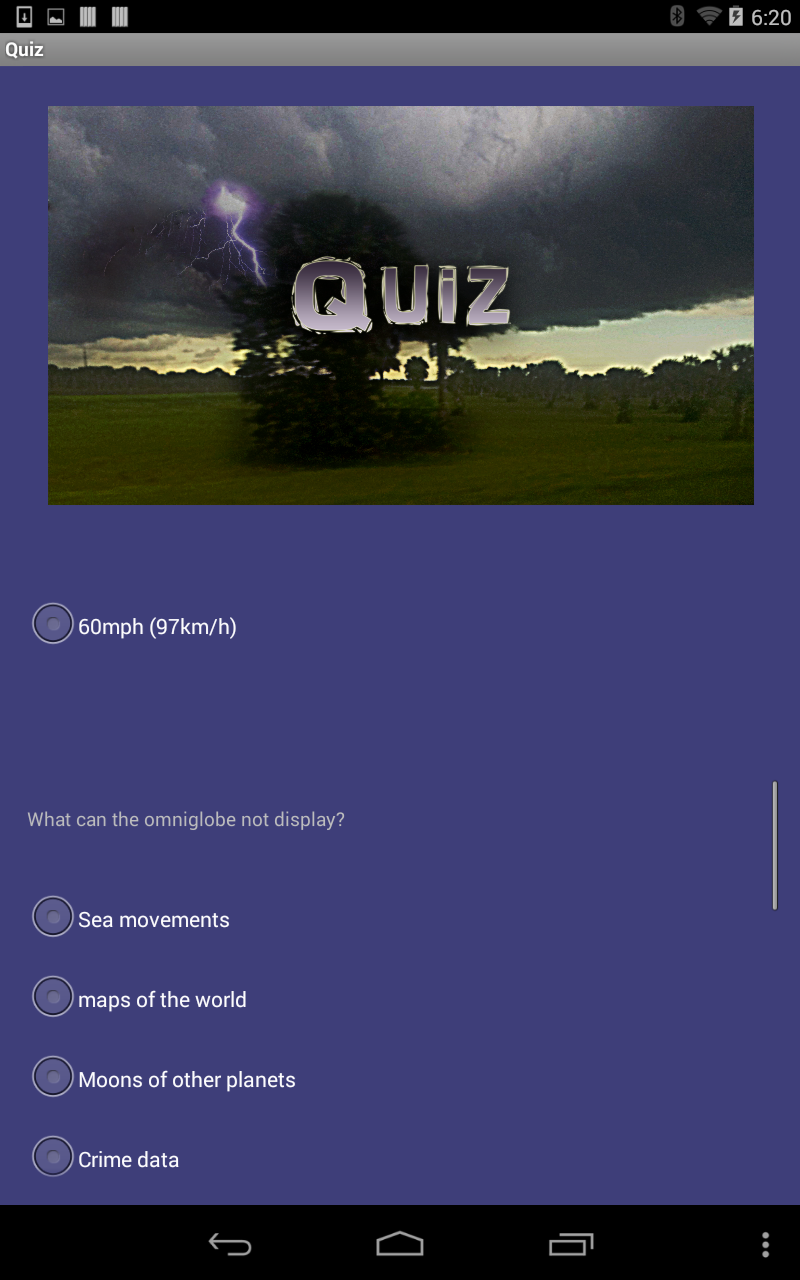 6:20
Quiz
Quiz
60mph (97km/h)
What can the omniglobe not display?
Sea movements
maps of the world
Moons of other planets
Crime data